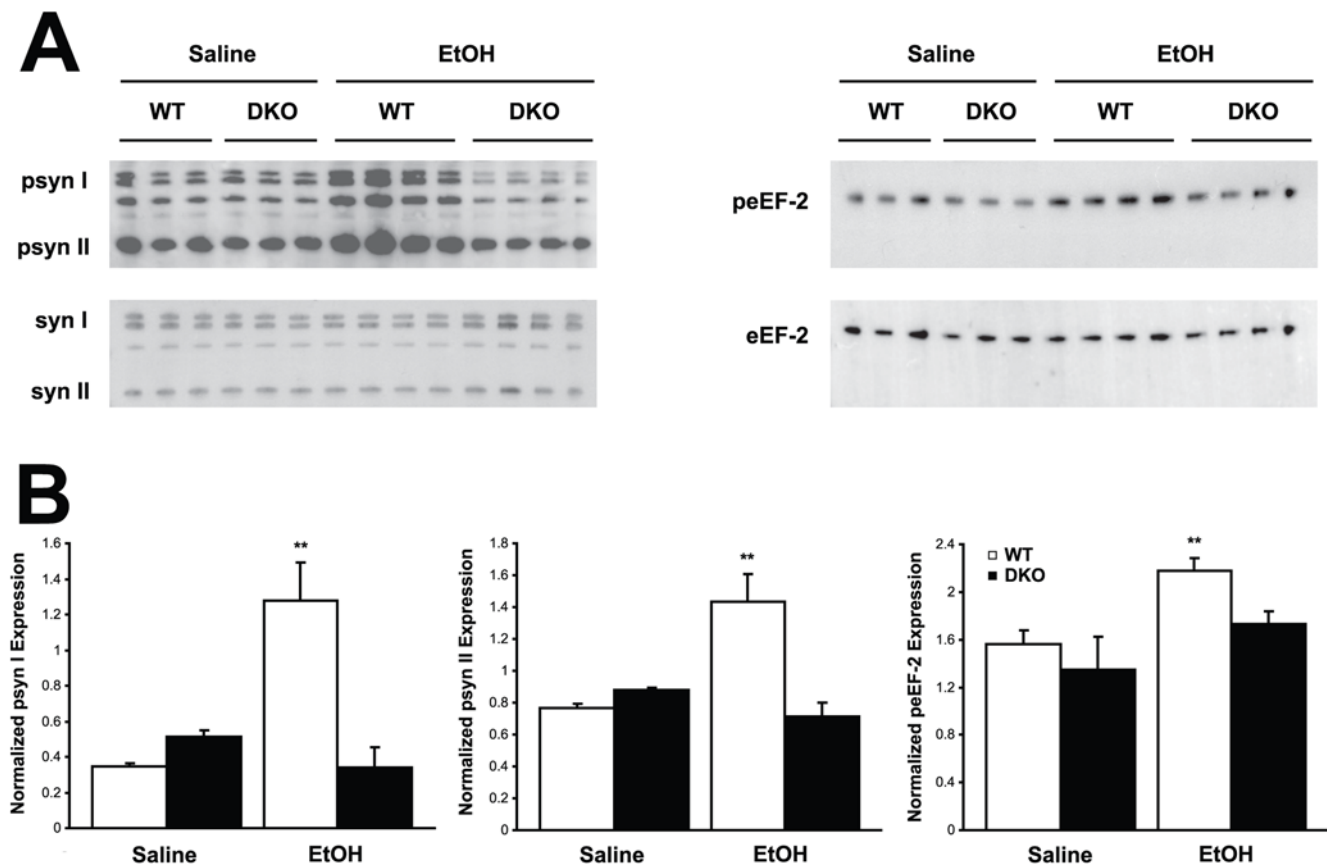 A
Saline EtOH
WT DKO WT DKO
psyn I
psyn II
syn I
syn II
Saline EtOH
WT DKO WT DKO
peEF-2
eEF-2
B
Normalized psyn I Expression
1.6
1.4
1.2
1
0.8
0.6
0.4
0.2
0
**
Saline EtOH
Normalized psyn II Expression
1.8
1.6
1.4
1.2
1
0.8
0.6
0.4
0.2
0
**
Saline EtOH
Normalized peEF-2 Expression
2.4
2
1.6
1.2
0.8
0.4
0
**
WT
DKO
Saline EtOH